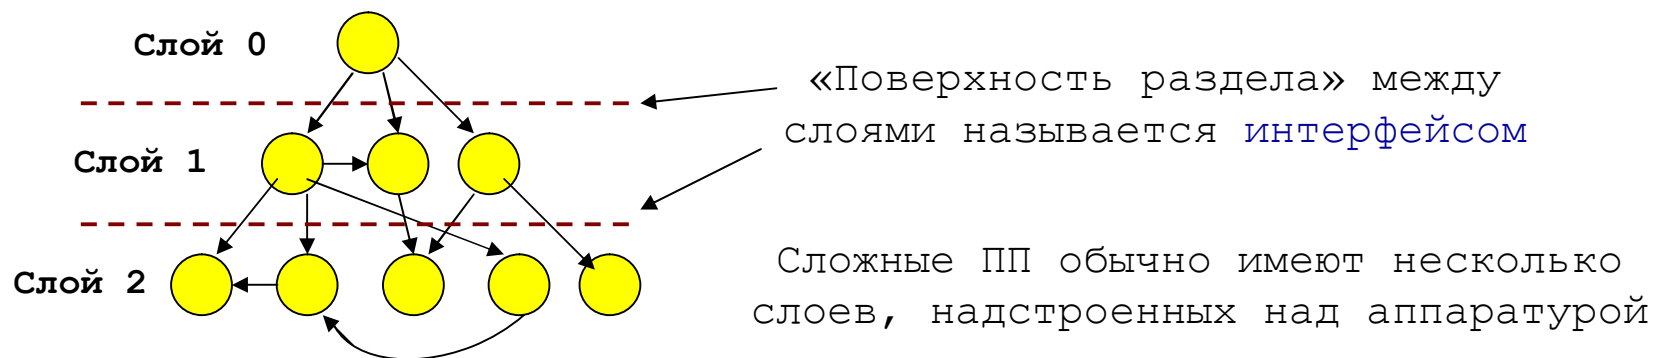 Слой 0
«Поверхность раздела» между
слоями называется интерфейсом
Слой 1
Слой 2
Сложные ПП обычно имеют несколько
слоев, надстроенных над аппаратурой